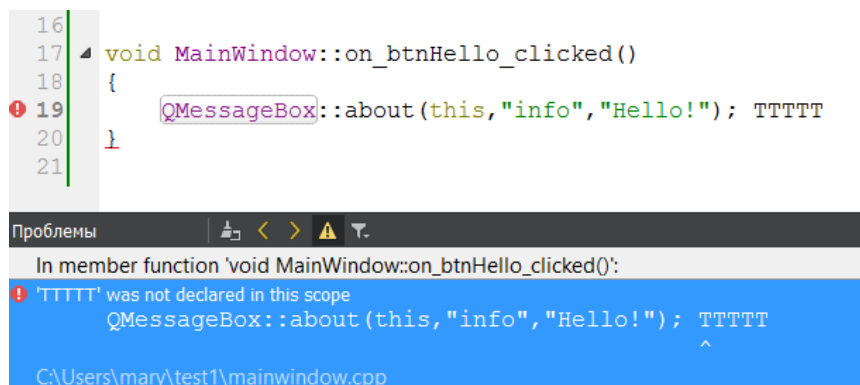 16
17 void MainWindow::on_btnHello_clicked()
18 {
19 QMessageBox::about(this,"info","Hello!"); TTTTT
20 }
21
Проблемы
In member function 'void MainWindow::on_btnHello_clicked()':
'TTTTT' was not declared in this scope
QMessageBox::about(this,"info","Hello!"); TTTTT
^
C:\Users\mary\test1\mainwindow.cpp